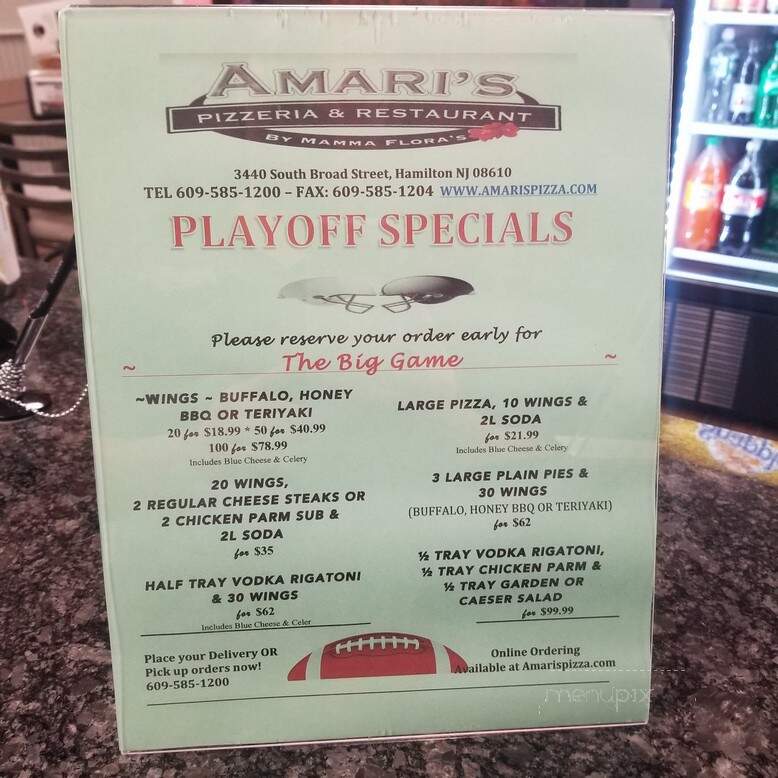 AMARI'S
PIZZERIA & RESTAURANT
BY MAMMA FLORA'S
3440 South Broad Street, Hamilton NJ 08610
TEL 609-585-1200 – FAX: 609-585-1204 WWW.AMARISPIZZA.COM
PLAYOFF SPECIALS
Please reserve your order early for
~ The Big Game ~
~WINGS ~ BUFFALO, HONEY
BBQ OR TERIYAKI
20 for $18.99 * 50 for $40.99
100 for $78.99
Includes Blue Cheese & Celery
20 WINGS,
2 REGULAR CHEESE STEAKS OR
2 CHICKEN PARM SUB &
2L SODA
for $35
HALF TRAY VODKA RIGATONI
& 30 WINGS
for $62
Includes Blue Cheese & Celer
LARGE PIZZA, 10 WINGS &
2L SODA
for $21.99
Includes Blue Cheese & Celery
3 LARGE PLAIN PIES &
30 WINGS
(BUFFALO, HONEY BBQ OR TERIYAKI)
for $62
½ TRAY VODKA RIGATONI,
½ TRAY CHICKEN PARM &
½ TRAY GARDEN OR
CAESER SALAD
for $99.99
Place your Delivery OR
Pick up orders now!
609-585-1200
Online Ordering
Available at Amarispizza.com
menupix